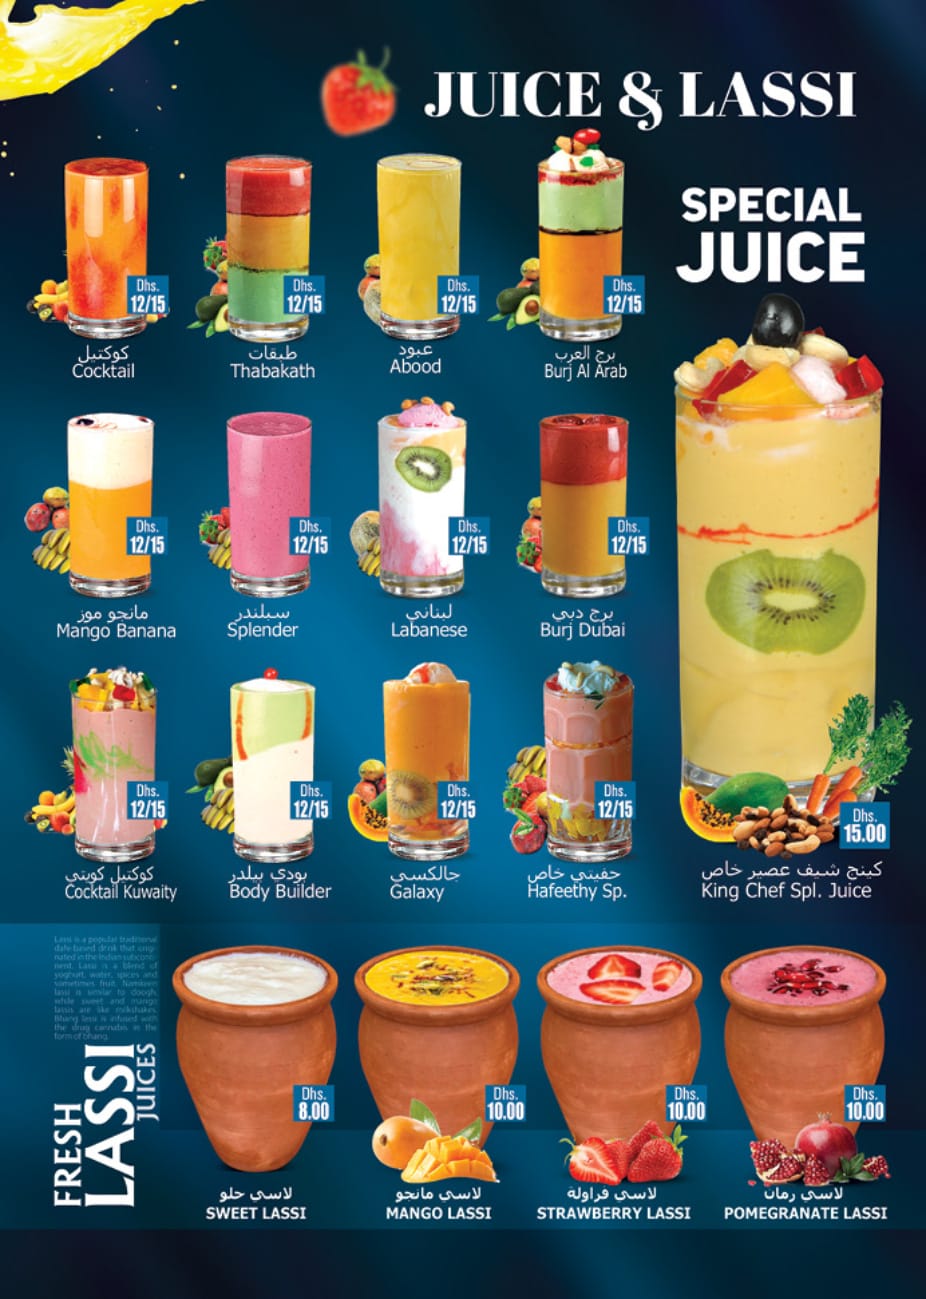 JUICE & LASSI
SPECIAL
JUICE
Dhs.
12/15
كوكتيل
Cocktail
Dhs.
12/15
طبقات
Thabakath
Dhs.
12/15
عبود
Abood
Dhs.
12/15
برج العرب
Burj Al Arab
Dhs.
12/15
مانجو موز
Mango Banana
Dhs.
12/15
سبلندر
Splender
Dhs.
12/15
لبناني
Labanese
Dhs.
12/15
برج دبي
Burj Dubai
Dhs.
12/15
كوكتيل كويتي
Cocktail Kuwaity
Dhs.
12/15
بودي بيلدر
Body Builder
Dhs.
12/15
جالكسي
Galaxy
Dhs.
12/15
حفيتي خاص
Hafeethy Sp.
Dhs.
15.00
كينج شيف عصير خاص
King Chef Spl. Juice
Lassi is a popular traditional
dahi-based drink that orig-
inated in the Indian subconti-
nent. Lassi is a blend of
yoghurt, water, spices and
sometimes fruit. Namkeen
lassi is similar to doogh,
while sweet and mango
lassis are like milkshakes.
Bhang lassi is infused with
the drug cannabis in the
form of bhang.
FRESH
LASSI
JUICES
Dhs.
8.00
لاسي حلو
SWEET LASSI
Dhs.
10.00
لاسي مانجو
MANGO LASSI
Dhs.
10.00
لاسي فراولة
STRAWBERRY LASSI
Dhs.
10.00
لاسي رمان
POMEGRANATE LASSI